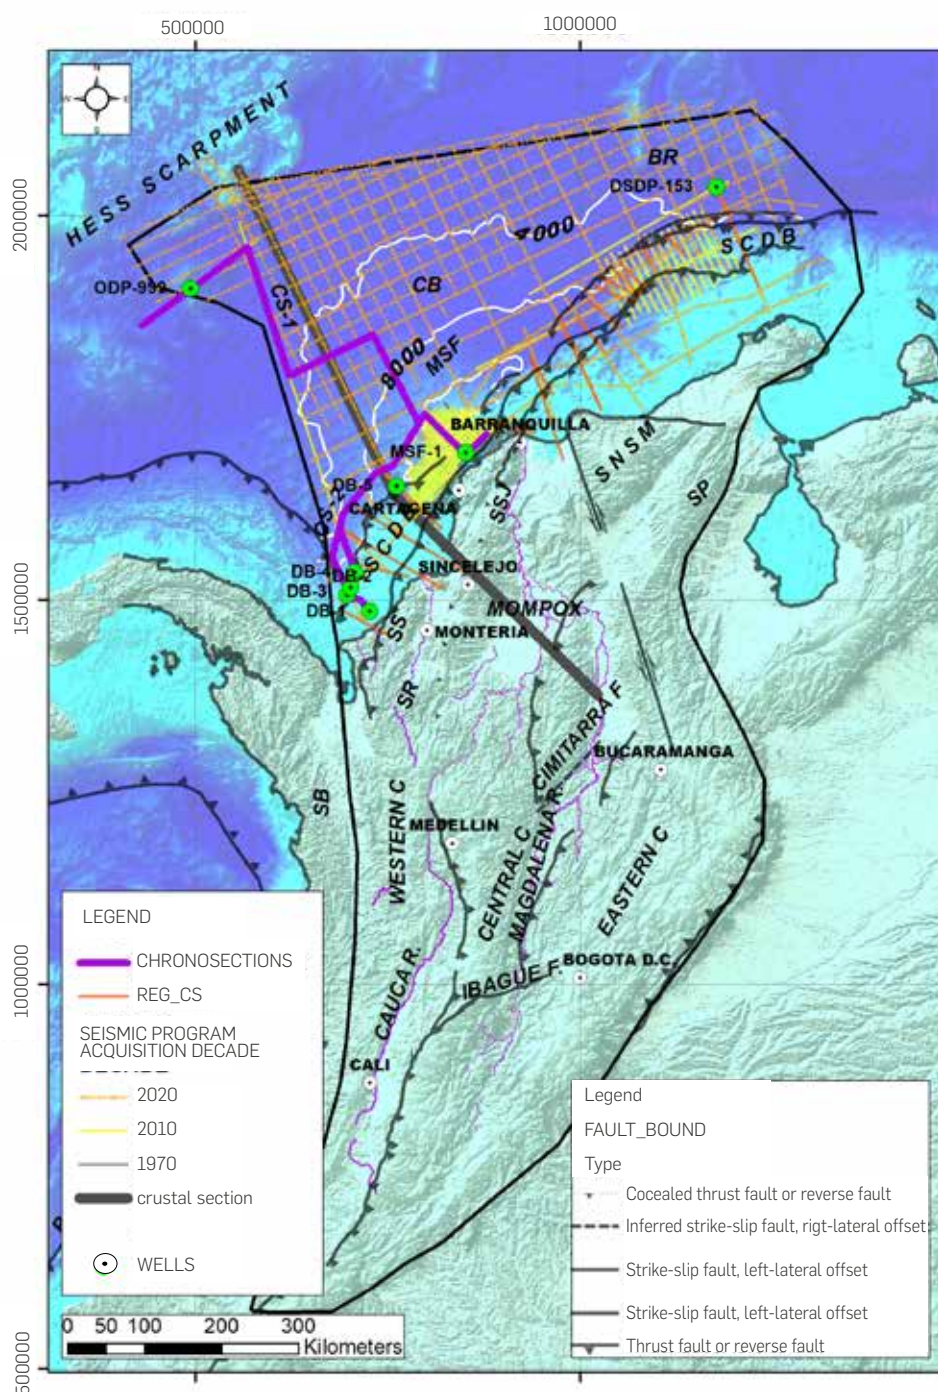 500000
1000000
N
W
E
S
HESS SCARPMENT
BR
DSDP-153
2000000
4000
SCDB
ODP-999
CS-1
CB
8000
MSF
BARRANQUILLA
MSF-1
SNSM
SP
DB-5
SSJ
CARTAGENA
SCDB
SINCELEJO
DB-4
DB-2
DB-3
DB-1
1500000
MOMPOX
SS
MONTERIA
SR
CIMITARRA F
BUCARAMANGA
SB
WESTERN C
MEDELLIN
CENTRAL C
MAGDALENA R.
EASTERN C
CAUCA R.
IBAGUE F.
BOGOTA D.C.
1000000
CALI
500000
LEGEND
CHRONOSECTIONS
REG_CS
SEISMIC PROGRAM
ACQUISITION DECADE
2020
2010
1970
crustal section
WELLS
Legend
FAULT_BOUND
Type
Cocealed thrust fault or reverse fault
Inferred strike-slip fault, rigt-lateral offset
Strike-slip fault, left-lateral offset
Strike-slip fault, left-lateral offset
Thrust fault or reverse fault
0 50 100 200 300
Kilometers